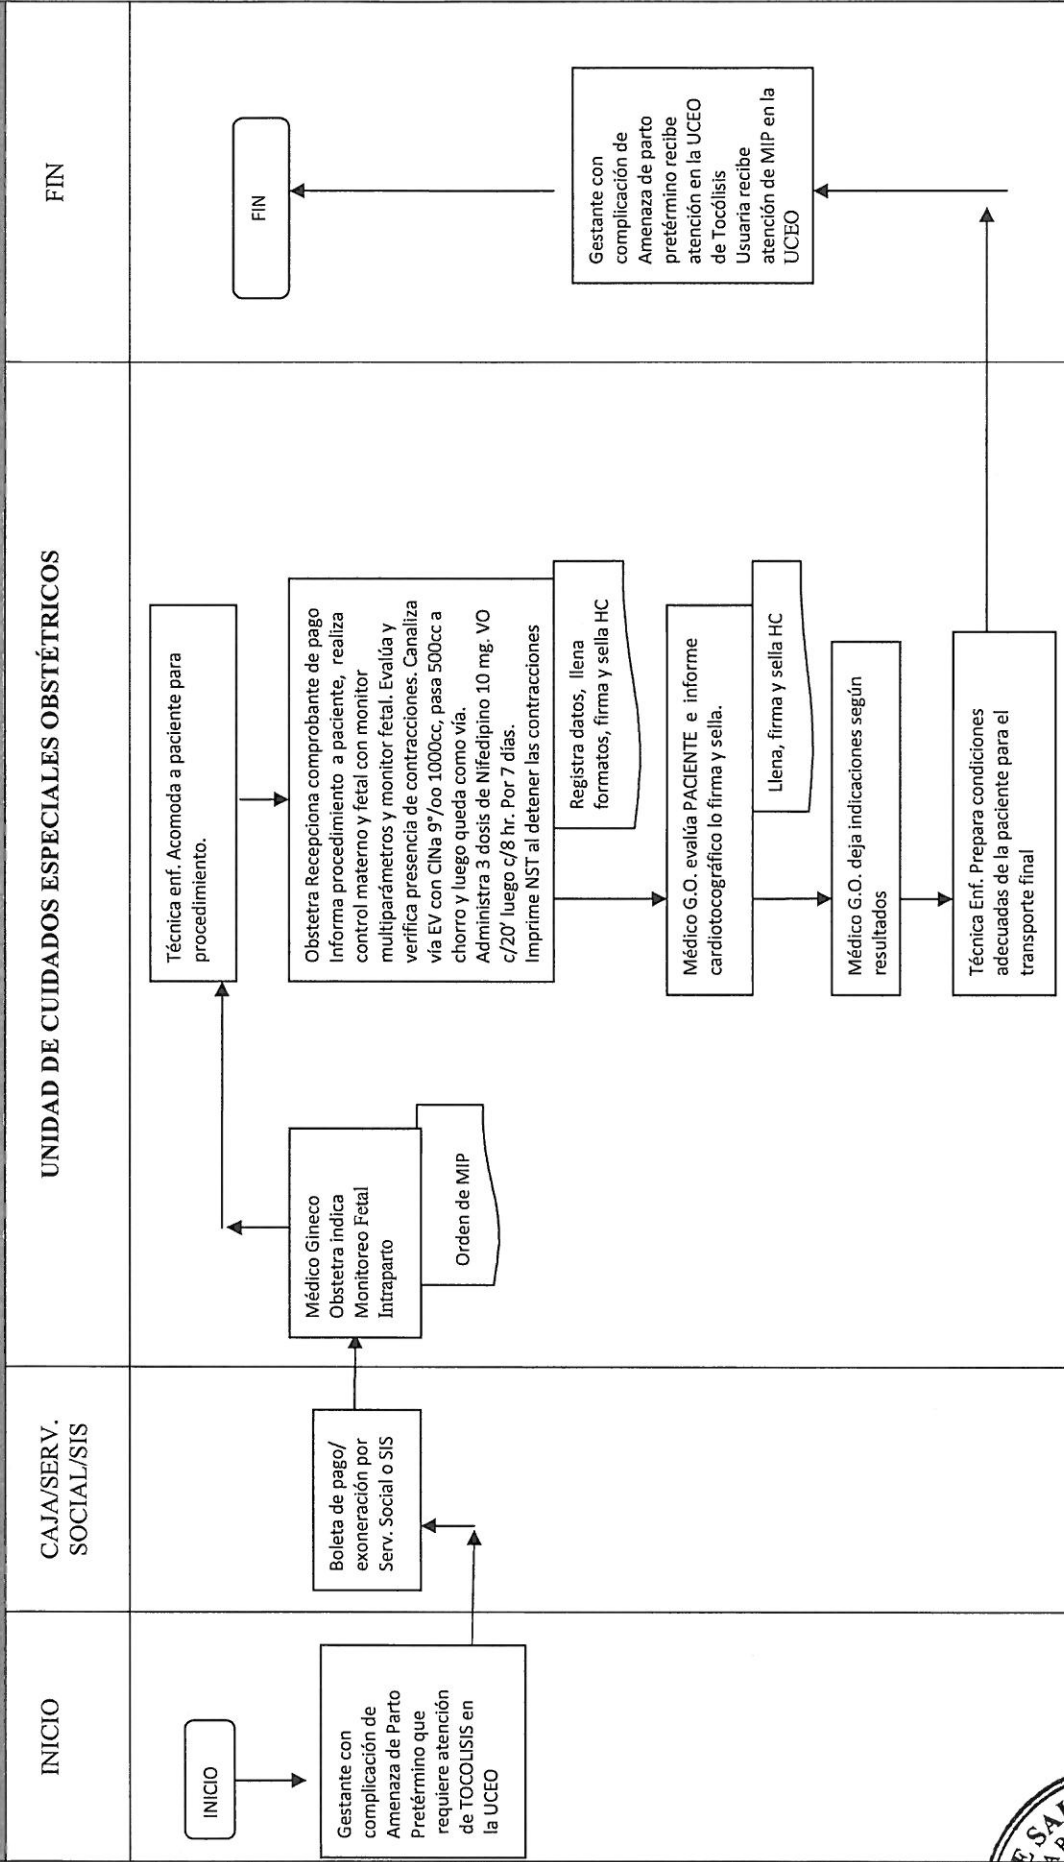 INICIO
CAJA/SERV.
SOCIAL/SIS
UNIDAD DE CUIDADOS ESPECIALES OBSTÉTRICOS
FIN
INICIO
Gestante con
complicación de
Amenaza de Parto
Pretérmino que
requiere atención
de TOCOLISIS en
la UCEO
Boleta de pago/
exoneración por
Serv. Social o SIS
Médico Gineco
Obstetra indica
Monitoreo Fetal
Intraparto
Orden de MIP
Técnica enf. Acomoda a paciente para
procedimiento.
Obstetra Recepciona comprobante de pago
Informa procedimiento a paciente, realiza
control materno y fetal con monitor
multiparámetros y monitor fetal. Evalúa y
verifica presencia de contracciones. Canaliza
vía EV con ClNa 9°/oo 1000cc, pasa 500cc a
chorro y luego queda como vía.
Administra 3 dosis de Nifedipino 10 mg. VO
c/20’ luego c/8 hr. Por 7 días.
Imprime NST al detener las contracciones
Registra datos, llena
formatos, firma y sella HC
Médico G.O. evalúa PACIENTE e informe
cardiotocográfico lo firma y sella.
Llena, firma y sella HC
Médico G.O. deja indicaciones según
resultados
Técnica Enf. Prepara condiciones
adecuadas de la paciente para el
transporte final
FIN
Gestante con
complicación de
Amenaza de parto
pretérmino recibe
atención en la UCEO
de Tocólisis
Usuaria recibe
atención de MIP en la
UCEO